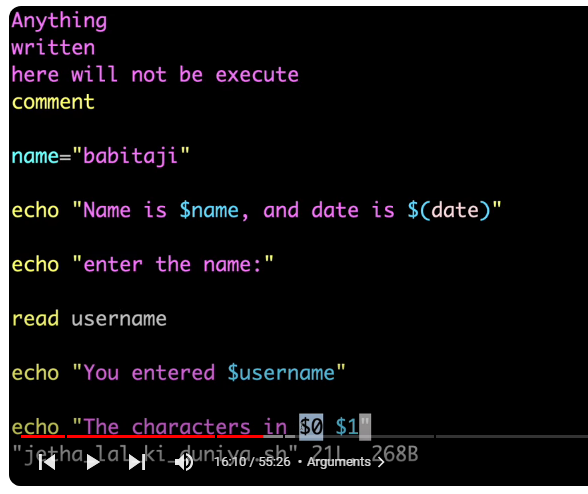 Anything
written
here will not be execute
comment
name="babitaji"
echo "Name is $name, and date is $(date)"
echo "enter the name:"
read username
echo "You entered $username"
echo "The characters in $0 $1"
"jetha_lal_ki_duniya.sh" 21L, 268B
16:10 / 55:26 • Arguments >